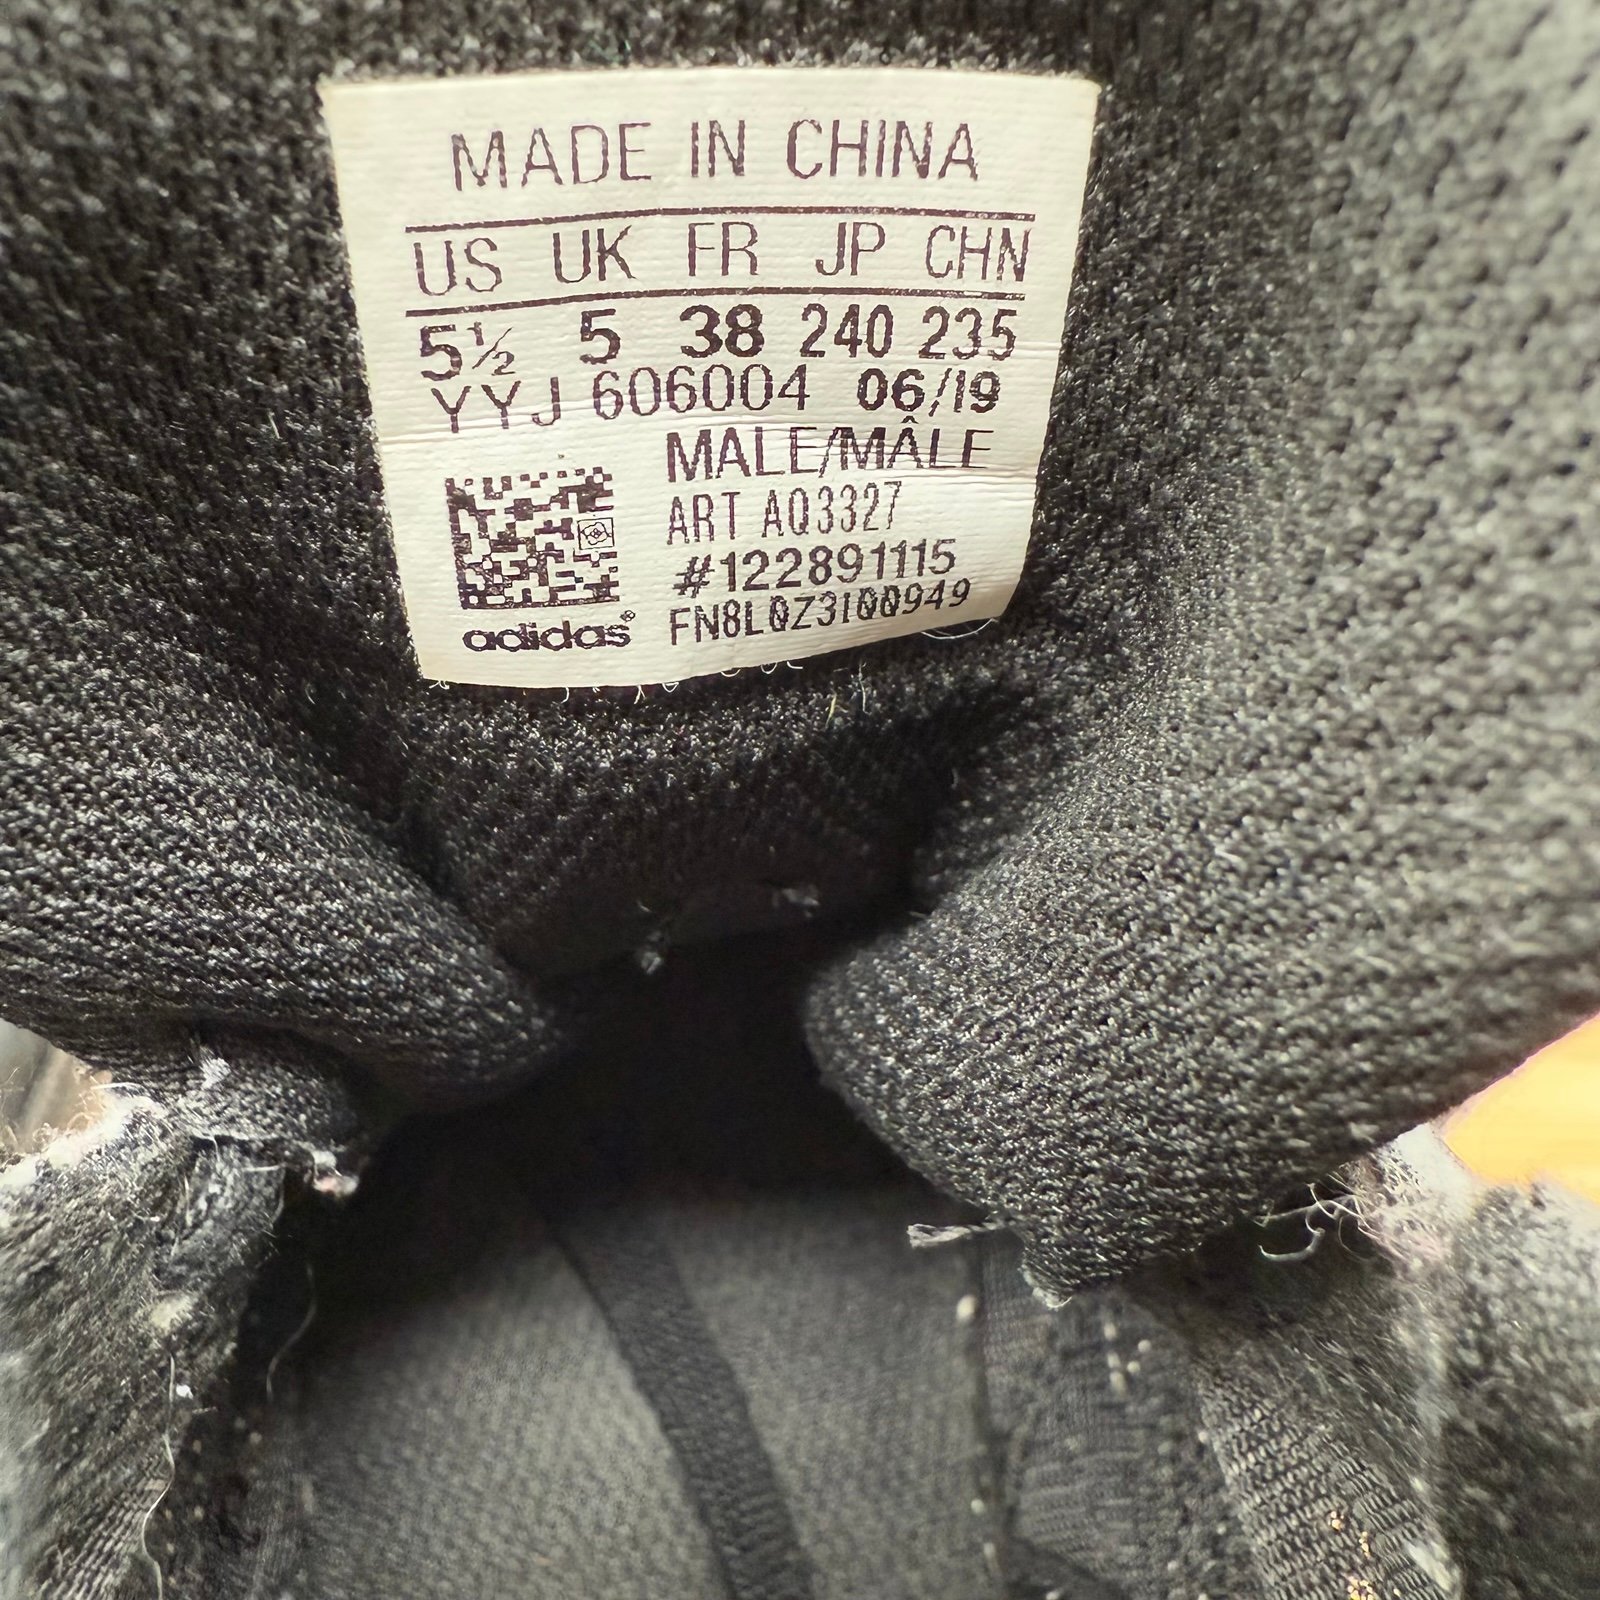 MADE IN CHINA
US UK FR JP CHN
5½ 5 38 240 235
YYJ 606004 06/19
MALE/MÂLE
ART AQ3327
#122891115
FN8L0Z3I00949
adidas®